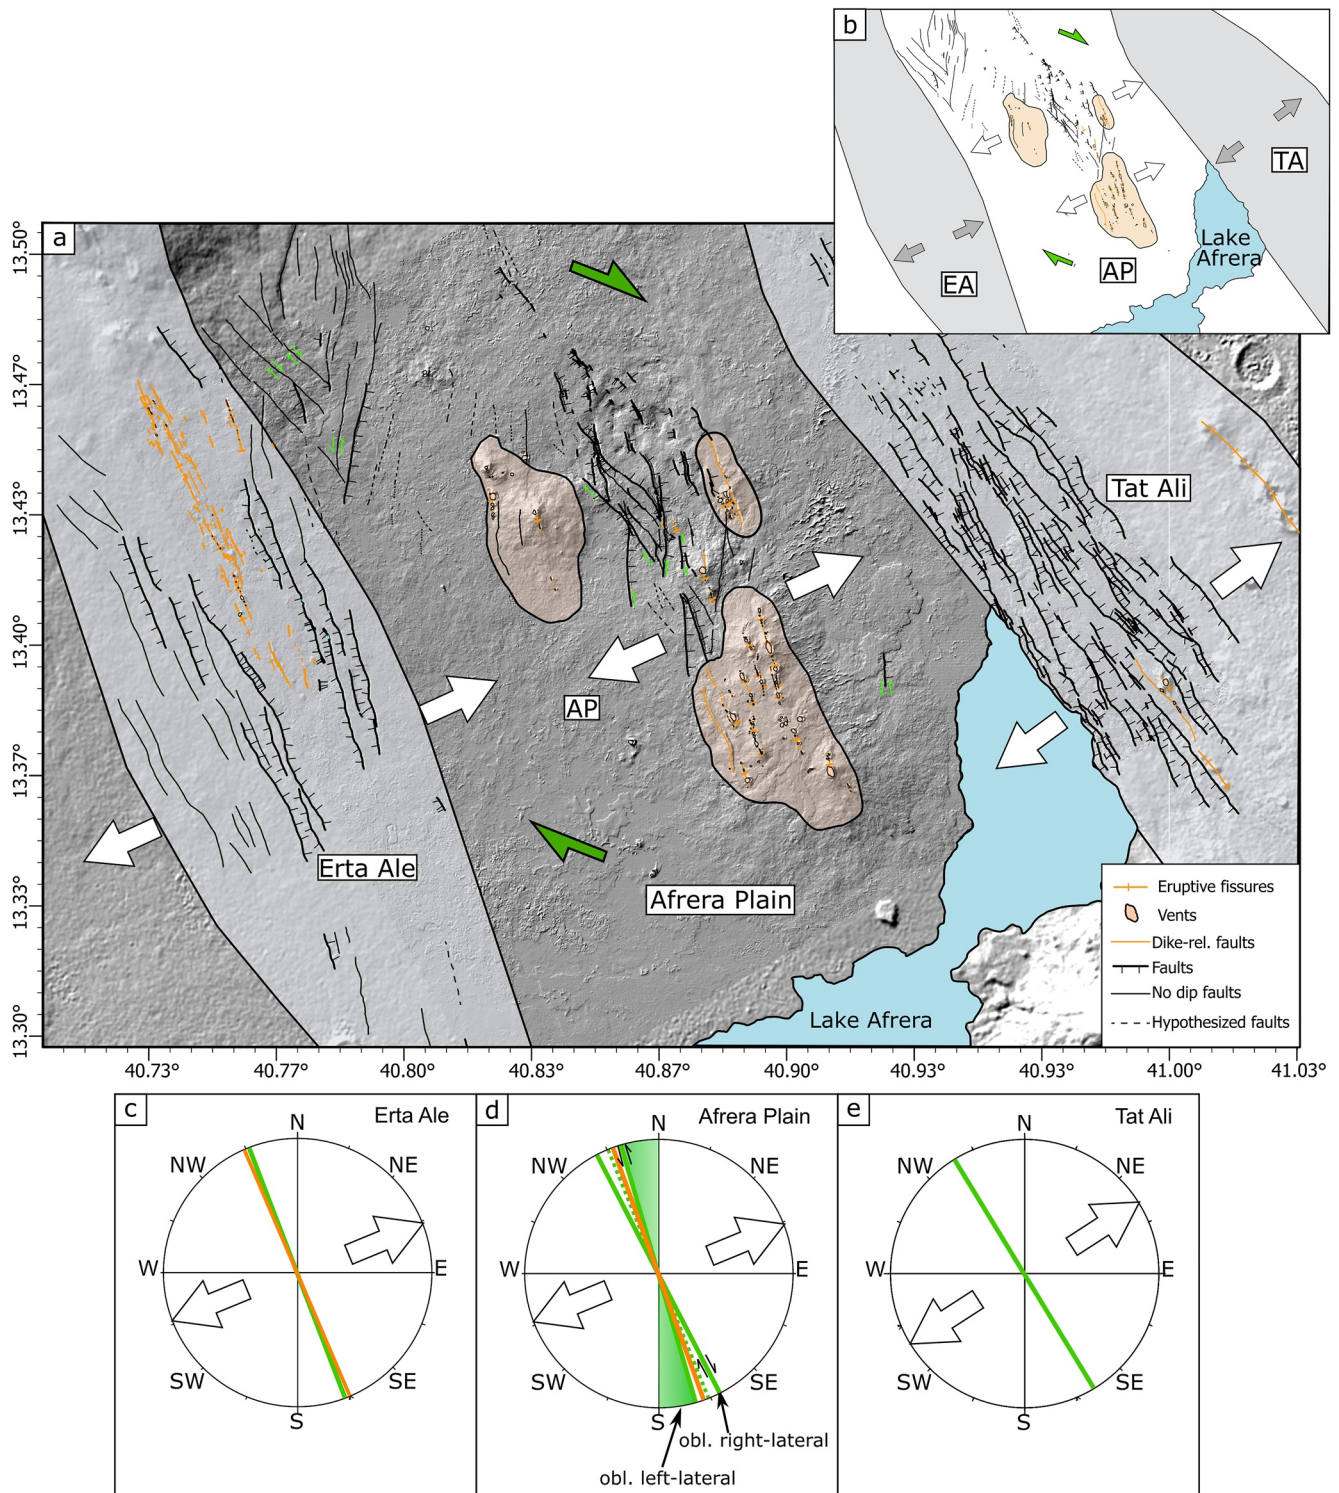 b
TA
Lake
Afrera
AP
EA
a
13.50°
13.47°
13.43°
13.40°
13.37°
13.33°
13.30°
Tat Ali
AP
Erta Ale
Afrera Plain
Lake Afrera
Eruptive fissures
Vents
Dike-rel. faults
Faults
No dip faults
Hypothesized faults
40.73° 40.77° 40.80° 40.83° 40.87° 40.90° 40.93° 40.93° 41.00° 41.03°
c
Erta Ale
N
NW NE
W E
SW SE
S
d
Afrera Plain
N
NW NE
W E
SW SE
S
obl. right-lateral
obl. left-lateral
e
Tat Ali
N
NW NE
W E
SW SE
S